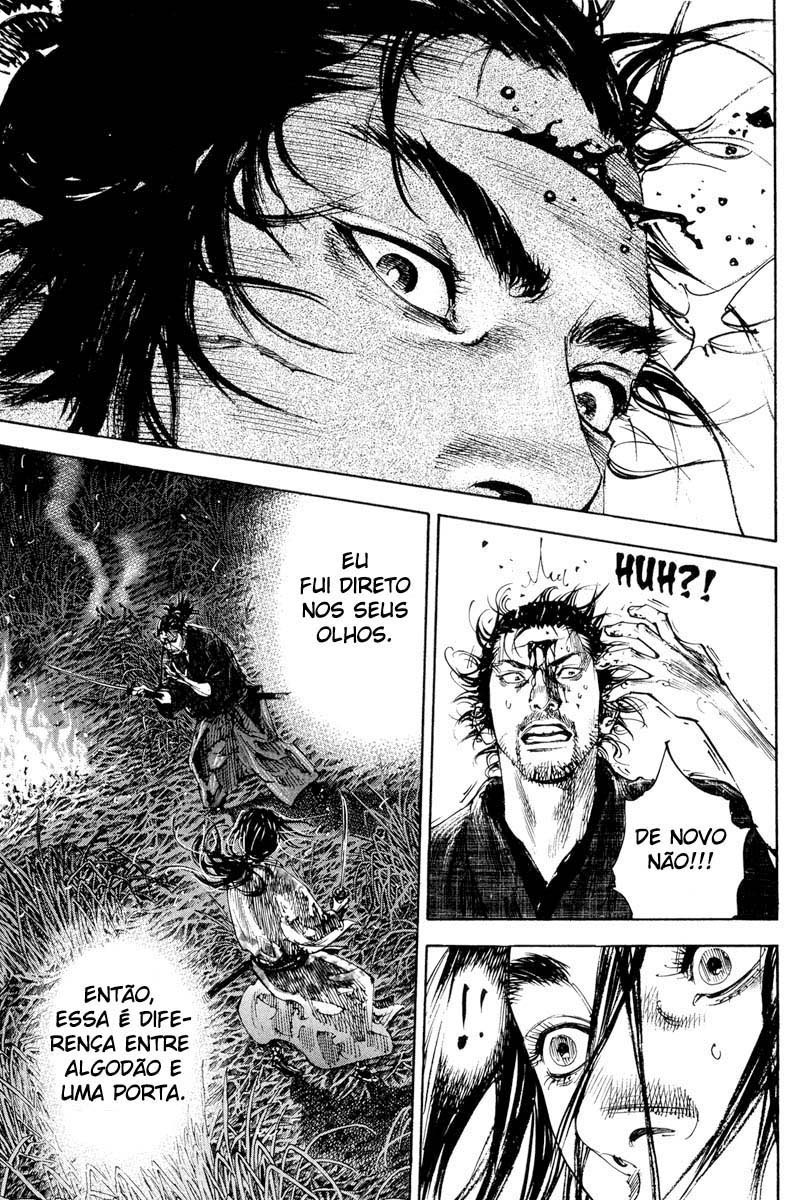 HUH?!
DE NOVO
NÃO!!!
!!
EU
FUI DIRETO
NOS SEUS
OLHOS.
ENTÃO,
ESSA É DIFE-
RENÇA ENTRE
ALGODÃO E
UMA PORTA.